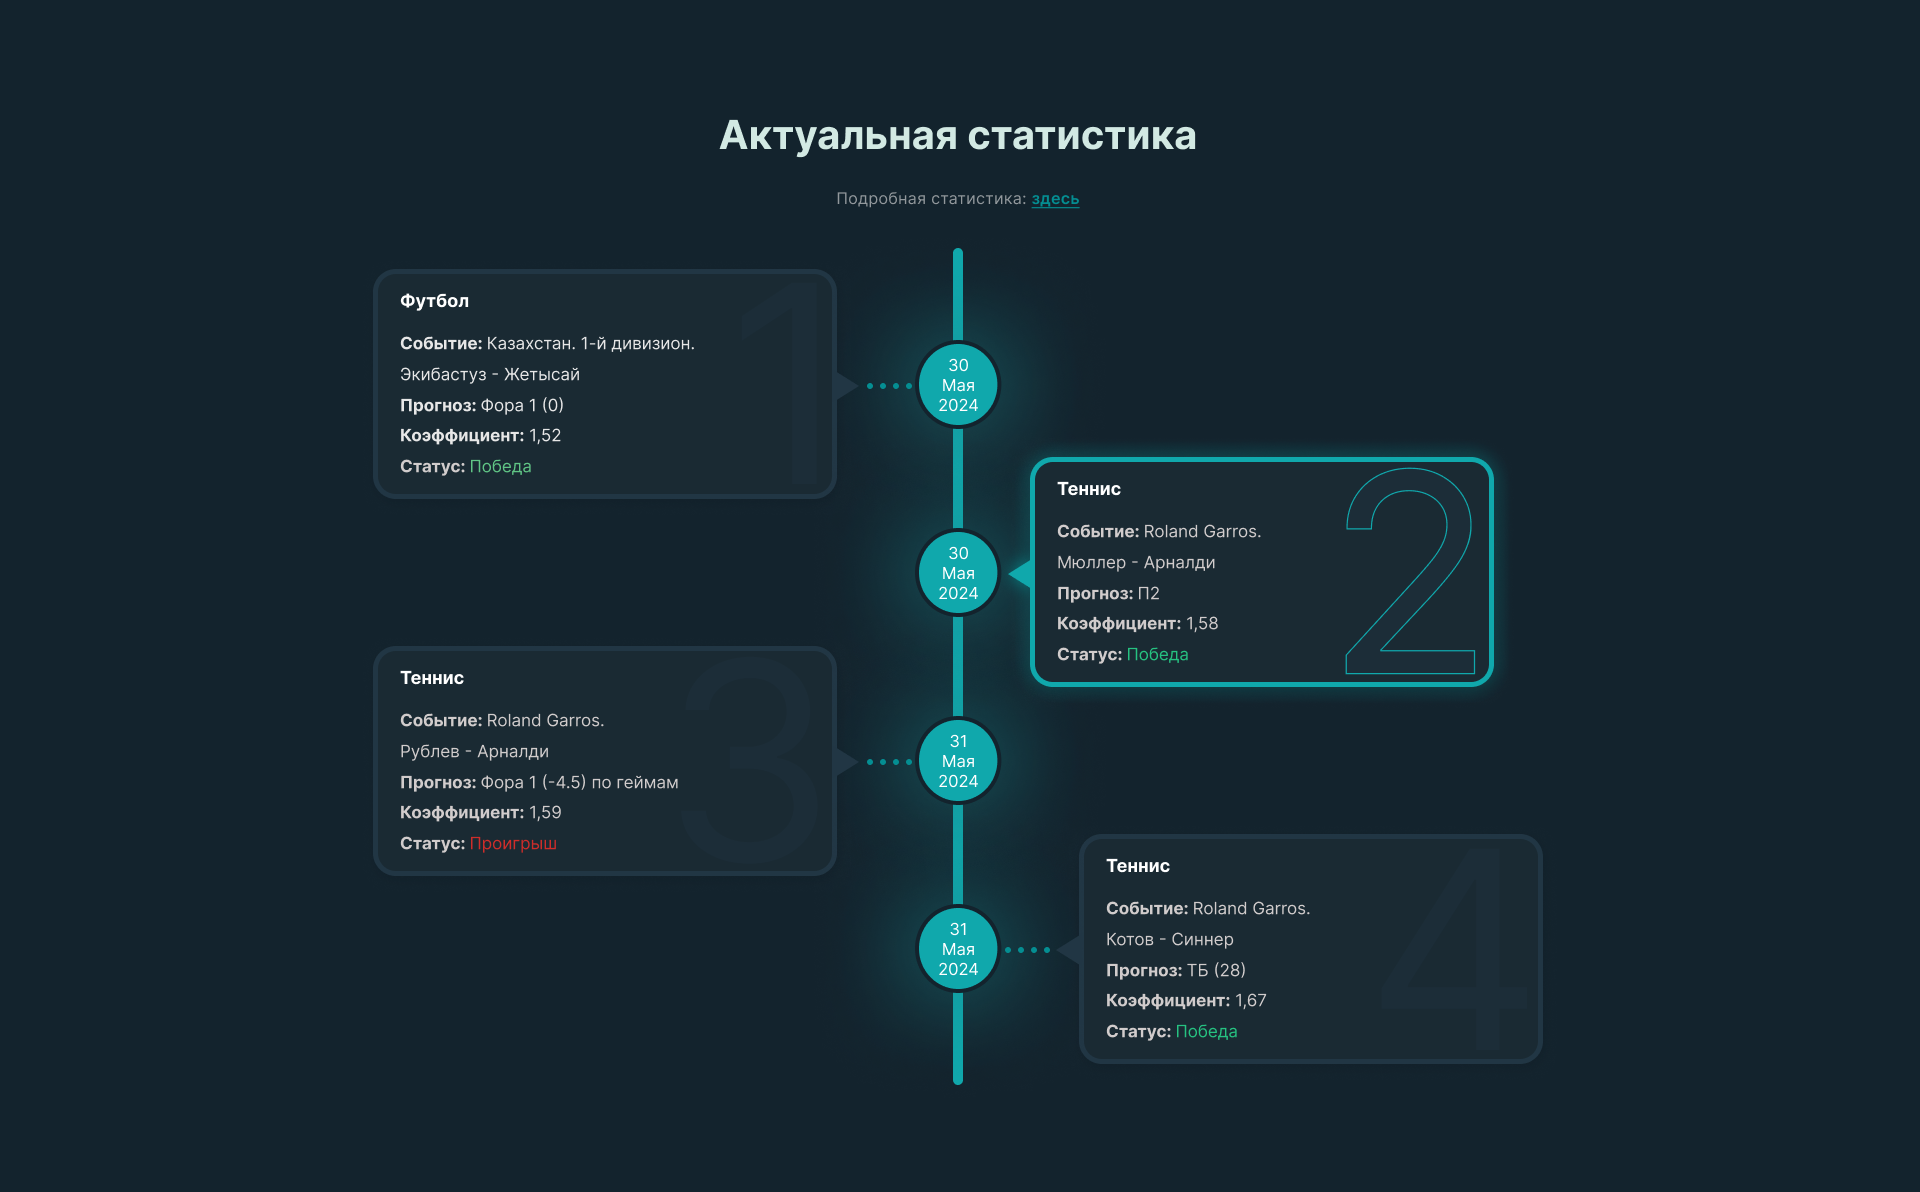 Актуальная статистика
Подробная статистика: здесь
1
Футбол
Событие: Казахстан. 1-й дивизион.
Экибастуз - Жетысай
Прогноз: Фора 1 (0)
Коэффициент: 1,52
Статус: Победа
30
Мая
2024
2
Теннис
Событие: Roland Garros.
Мюллер - Арналди
Прогноз: П2
Коэффициент: 1,58
Статус: Победа
30
Мая
2024
3
Теннис
Событие: Roland Garros.
Рублев - Арналди
Прогноз: Фора 1 (-4.5) по геймам
Коэффициент: 1,59
Статус: Проигрыш
31
Мая
2024
4
Теннис
Событие: Roland Garros.
Котов - Синнер
Прогноз: ТБ (28)
Коэффициент: 1,67
Статус: Победа
31
Мая
2024